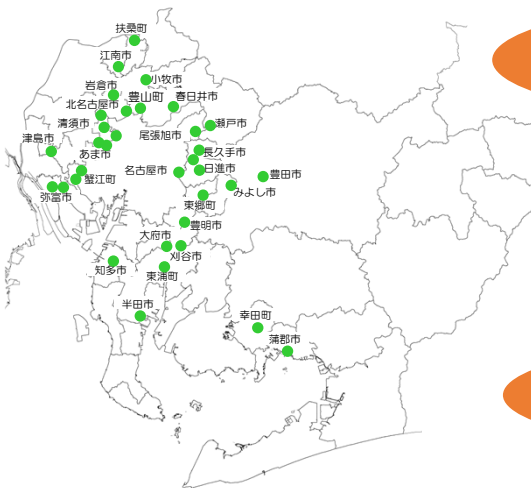 扶桑町
江南市
小牧市
岩倉市
豊山町
春日井市
北名古屋市
清須市
瀬戸市
尾張旭市
津島市
あま市
長久手市
名古屋市
日進市
豊田市
蟹江町
みよし市
弥富市
東郷町
豊明市
大府市
刈谷市
知多市
東浦町
半田市
幸田町
蒲郡市